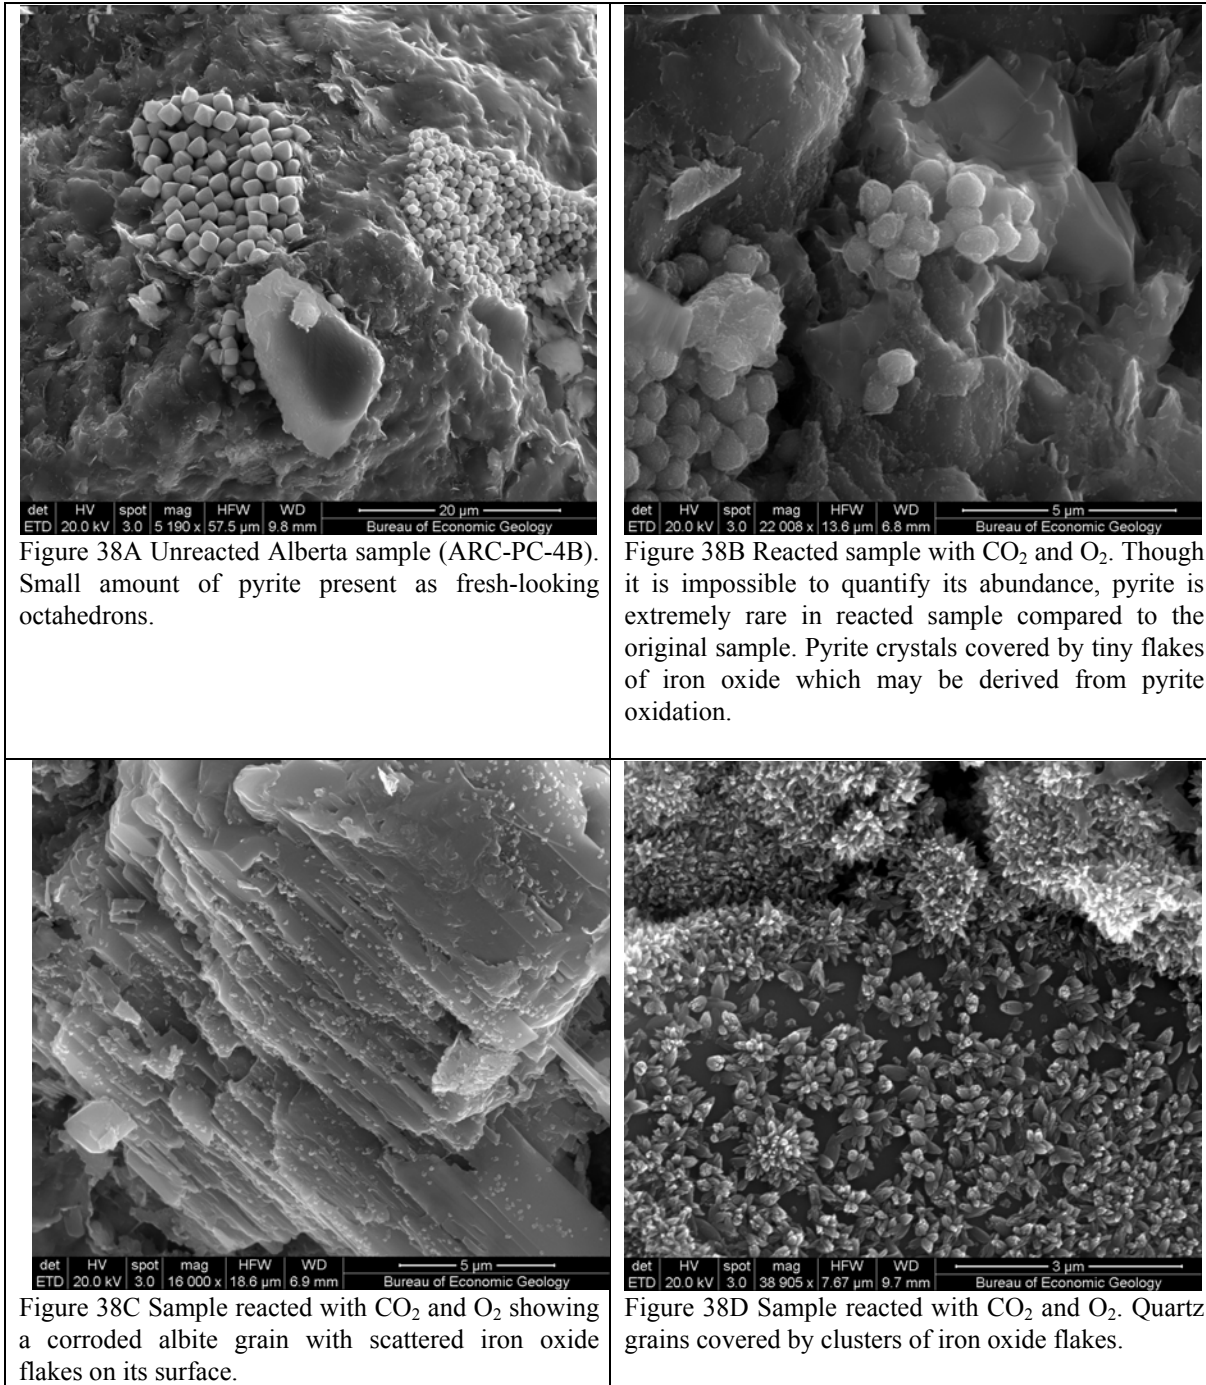 det HV spot mag HFW WD 20 µm
ETD 20.0 kV 3.0 5 190 x 57.5 µm 9.8 mm Bureau of Economic Geology
Figure 38A Unreacted Alberta sample (ARC-PC-4B).
Small amount of pyrite present as fresh-looking
octahedrons.
det HV spot mag HFW WD 5 µm
ETD 20.0 kV 3.0 22 008 x 13.6 µm 6.8 mm Bureau of Economic Geology
Figure 38B Reacted sample with CO₂ and O₂. Though
it is impossible to quantify its abundance, pyrite is
extremely rare in reacted sample compared to the
original sample. Pyrite crystals covered by tiny flakes
of iron oxide which may be derived from pyrite
oxidation.
det HV spot mag HFW WD 5 µm
ETD 20.0 kV 3.0 16 000 x 18.6 µm 6.9 mm Bureau of Economic Geology
Figure 38C Sample reacted with CO₂ and O₂ showing
a corroded albite grain with scattered iron oxide
flakes on its surface.
det HV spot mag HFW WD 3 µm
ETD 20.0 kV 3.0 38 905 x 7.67 µm 9.7 mm Bureau of Economic Geology
Figure 38D Sample reacted with CO₂ and O₂. Quartz
grains covered by clusters of iron oxide flakes.